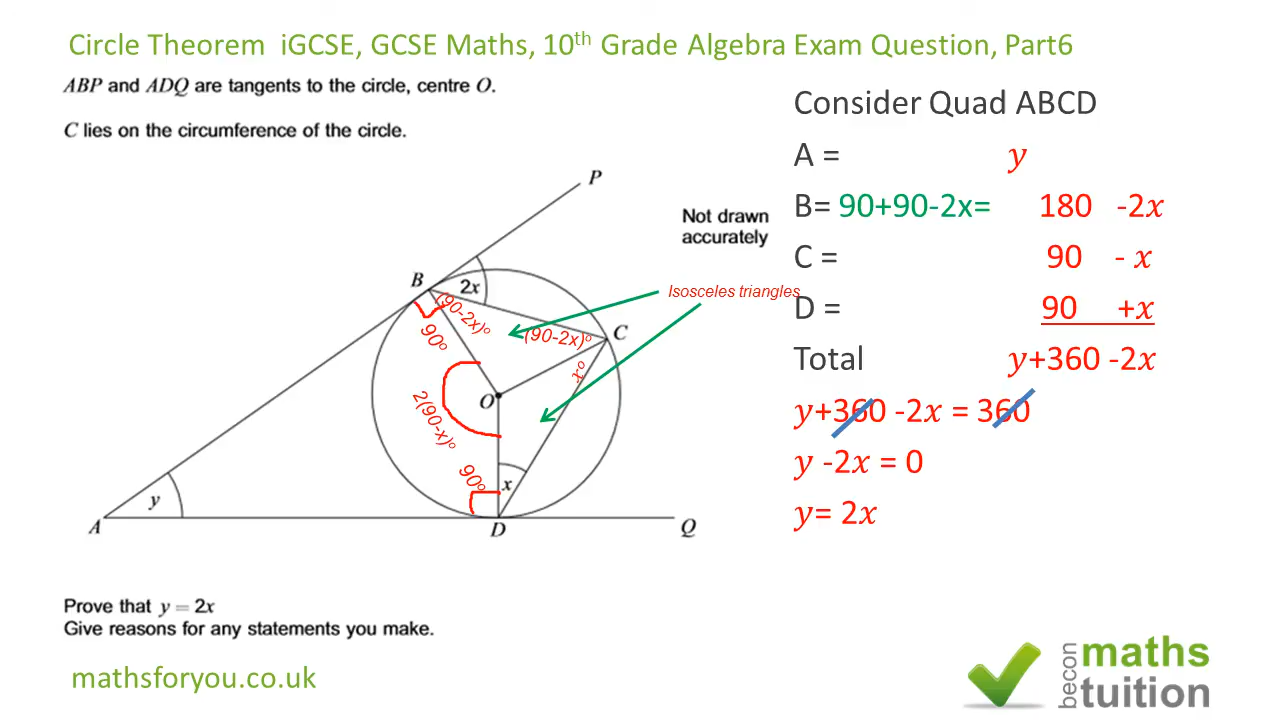 Circle Theorem iGCSE, GCSE Maths, 10th Grade Algebra Exam Question, Part6
ABP and ADQ are tangents to the circle, centre O.
C lies on the circumference of the circle.
P
Not drawn
accurately
B
2x
Isosceles triangles
(90-2x)º
90º
(90-2x)º
C
xº
O
2(90-x)º
90º
x
y
A
D
Q
Consider Quad ABCD
A = y
B= 90+90-2x= 180 -2x
C = 90 - x
D = 90 +x
Total y+360 -2x
y+360 -2x = 360
y -2x = 0
y= 2x
Prove that y = 2x
Give reasons for any statements you make.
mathsforyou.co.uk
becon
maths
tuition